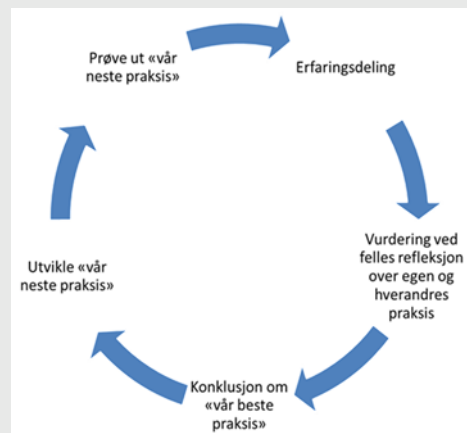 Prøve ut «vår
neste praksis»
Erfaringsdeling
Vurdering ved
felles refleksjon
over egen og
hverandres
praksis
Konklusjon om
«vår beste
praksis»
Utvikle «vår
neste praksis»